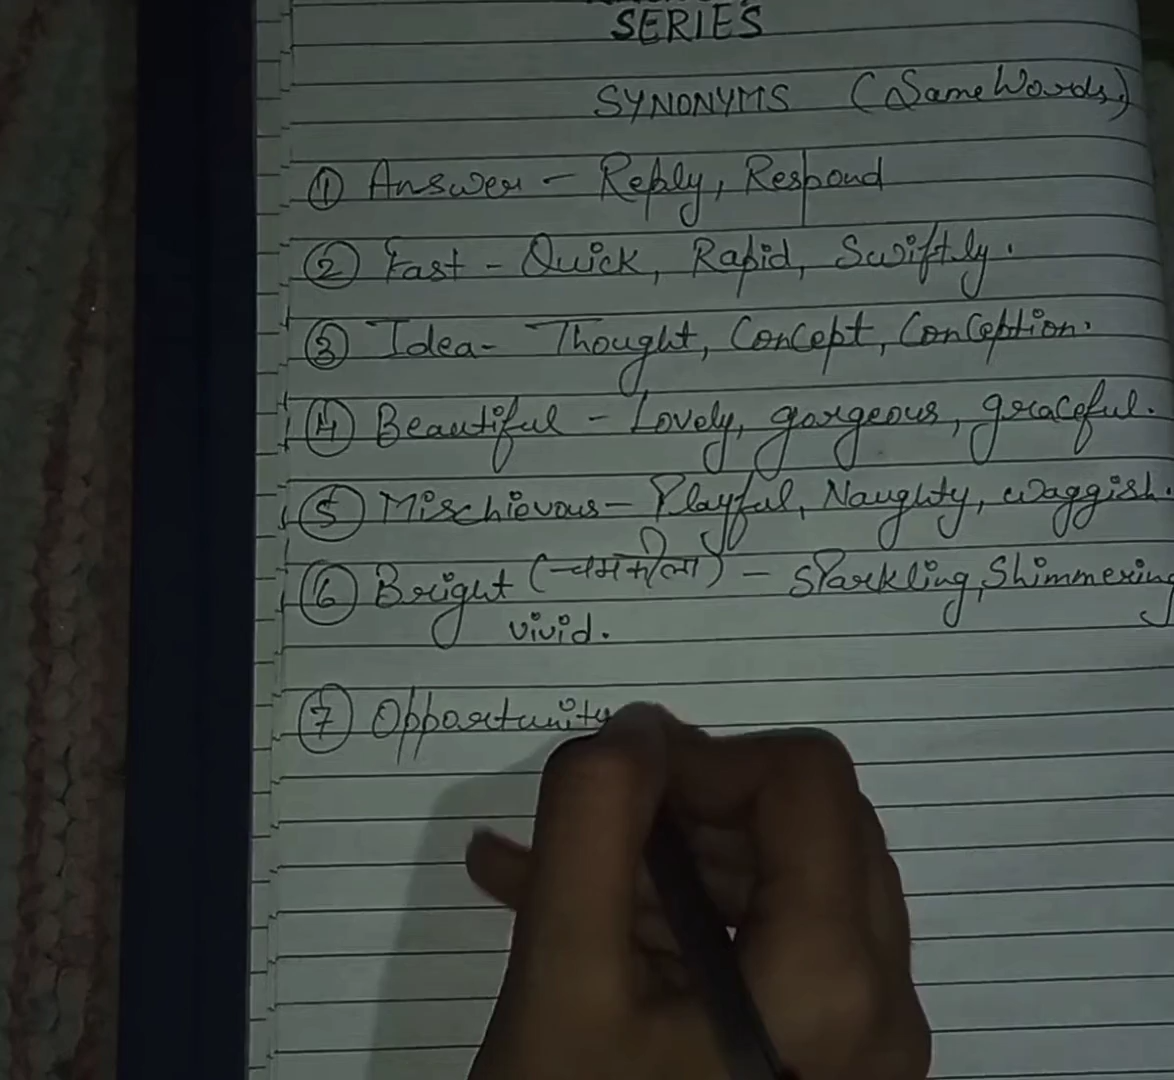 SERIES
SYNONYMS (Same Words)
① Answer - Reply, Respond
② Fast - Quick, Rapid, Swiftly.
③ Idea - Thought, Concept, Conception.
④ Beautiful - Lovely, gorgeous, graceful.
⑤ Mischievous - Playful, Naughty, waggish.
⑥ Bright (चमकीला) - Sparkling, Shimmering
vivid.
⑦ Opportunity